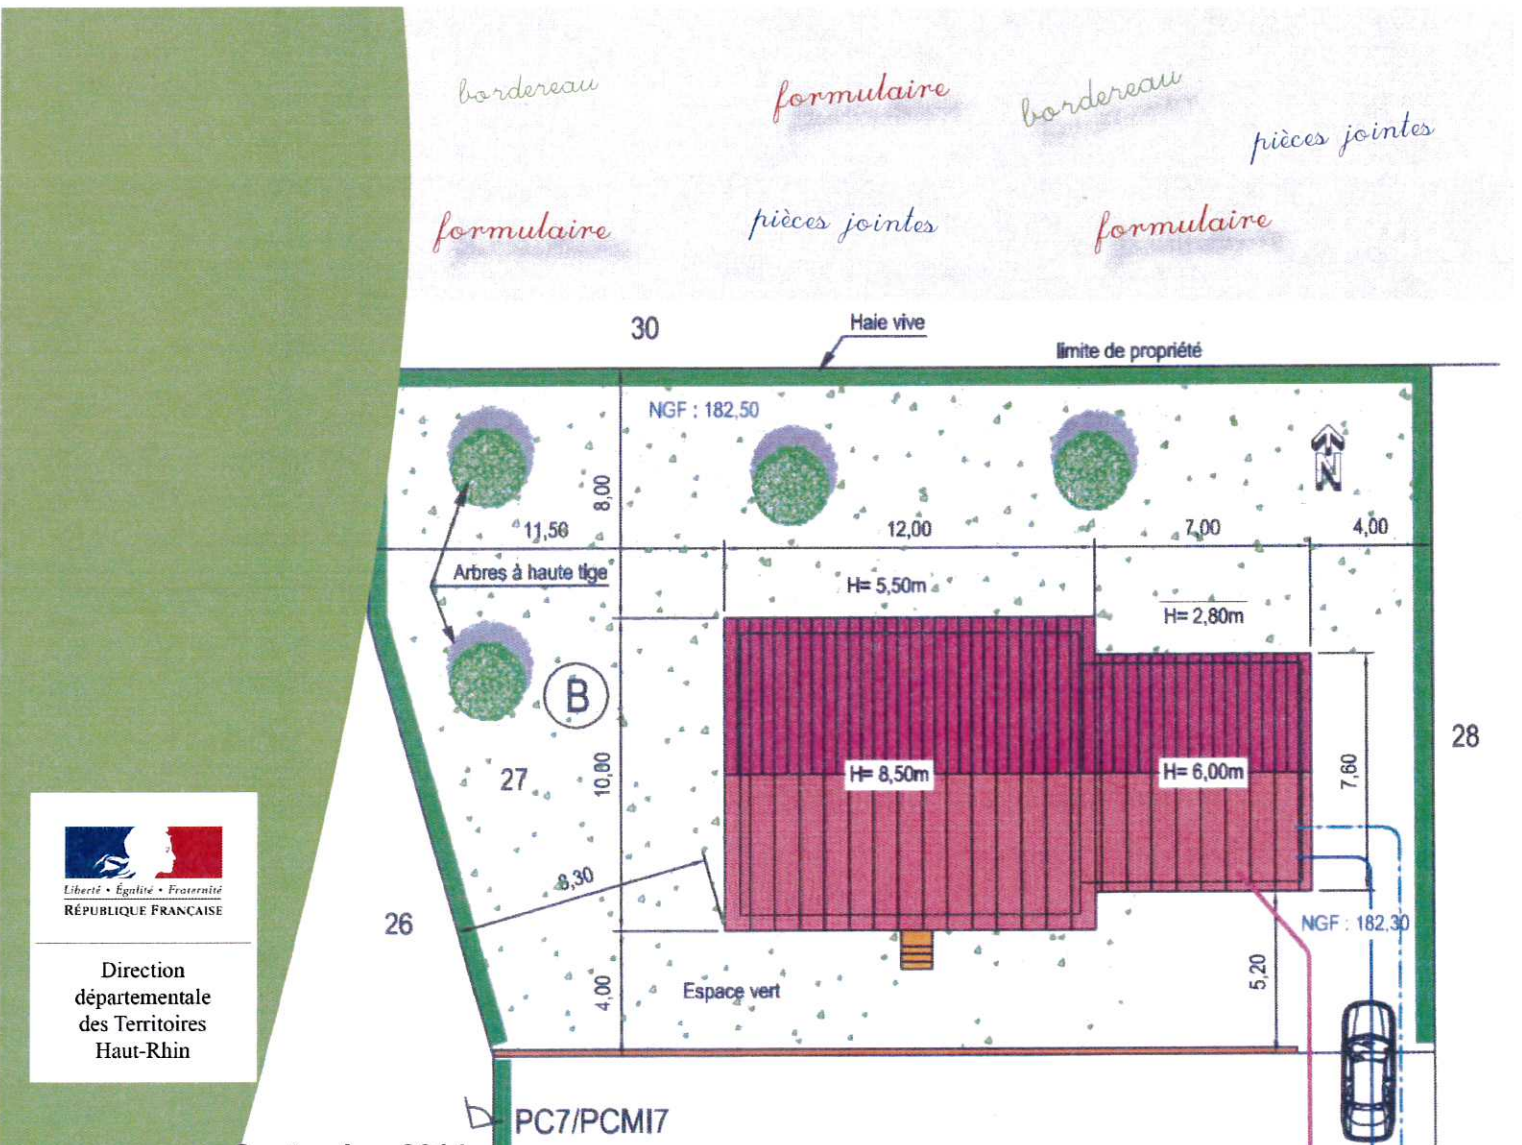 bordereau
formulaire
bordereau
pièces jointes
formulaire
pièces jointes
formulaire
30
Haie vive
limite de propriété
NGF : 182,50
8,00
N
11,56
12,00
7,00
4,00
Arbres à haute tige
H= 5,50m
H= 2,80m
B
27
H= 8,50m
H= 6,00m
7,60
28
8,30
26
NGF : 182,30
5,20
4,00
Espace vert
Liberté • Égalité • Fraternité
RÉPUBLIQUE FRANÇAISE
Direction
départementale
des Territoires
Haut-Rhin
PC7/PCMI7